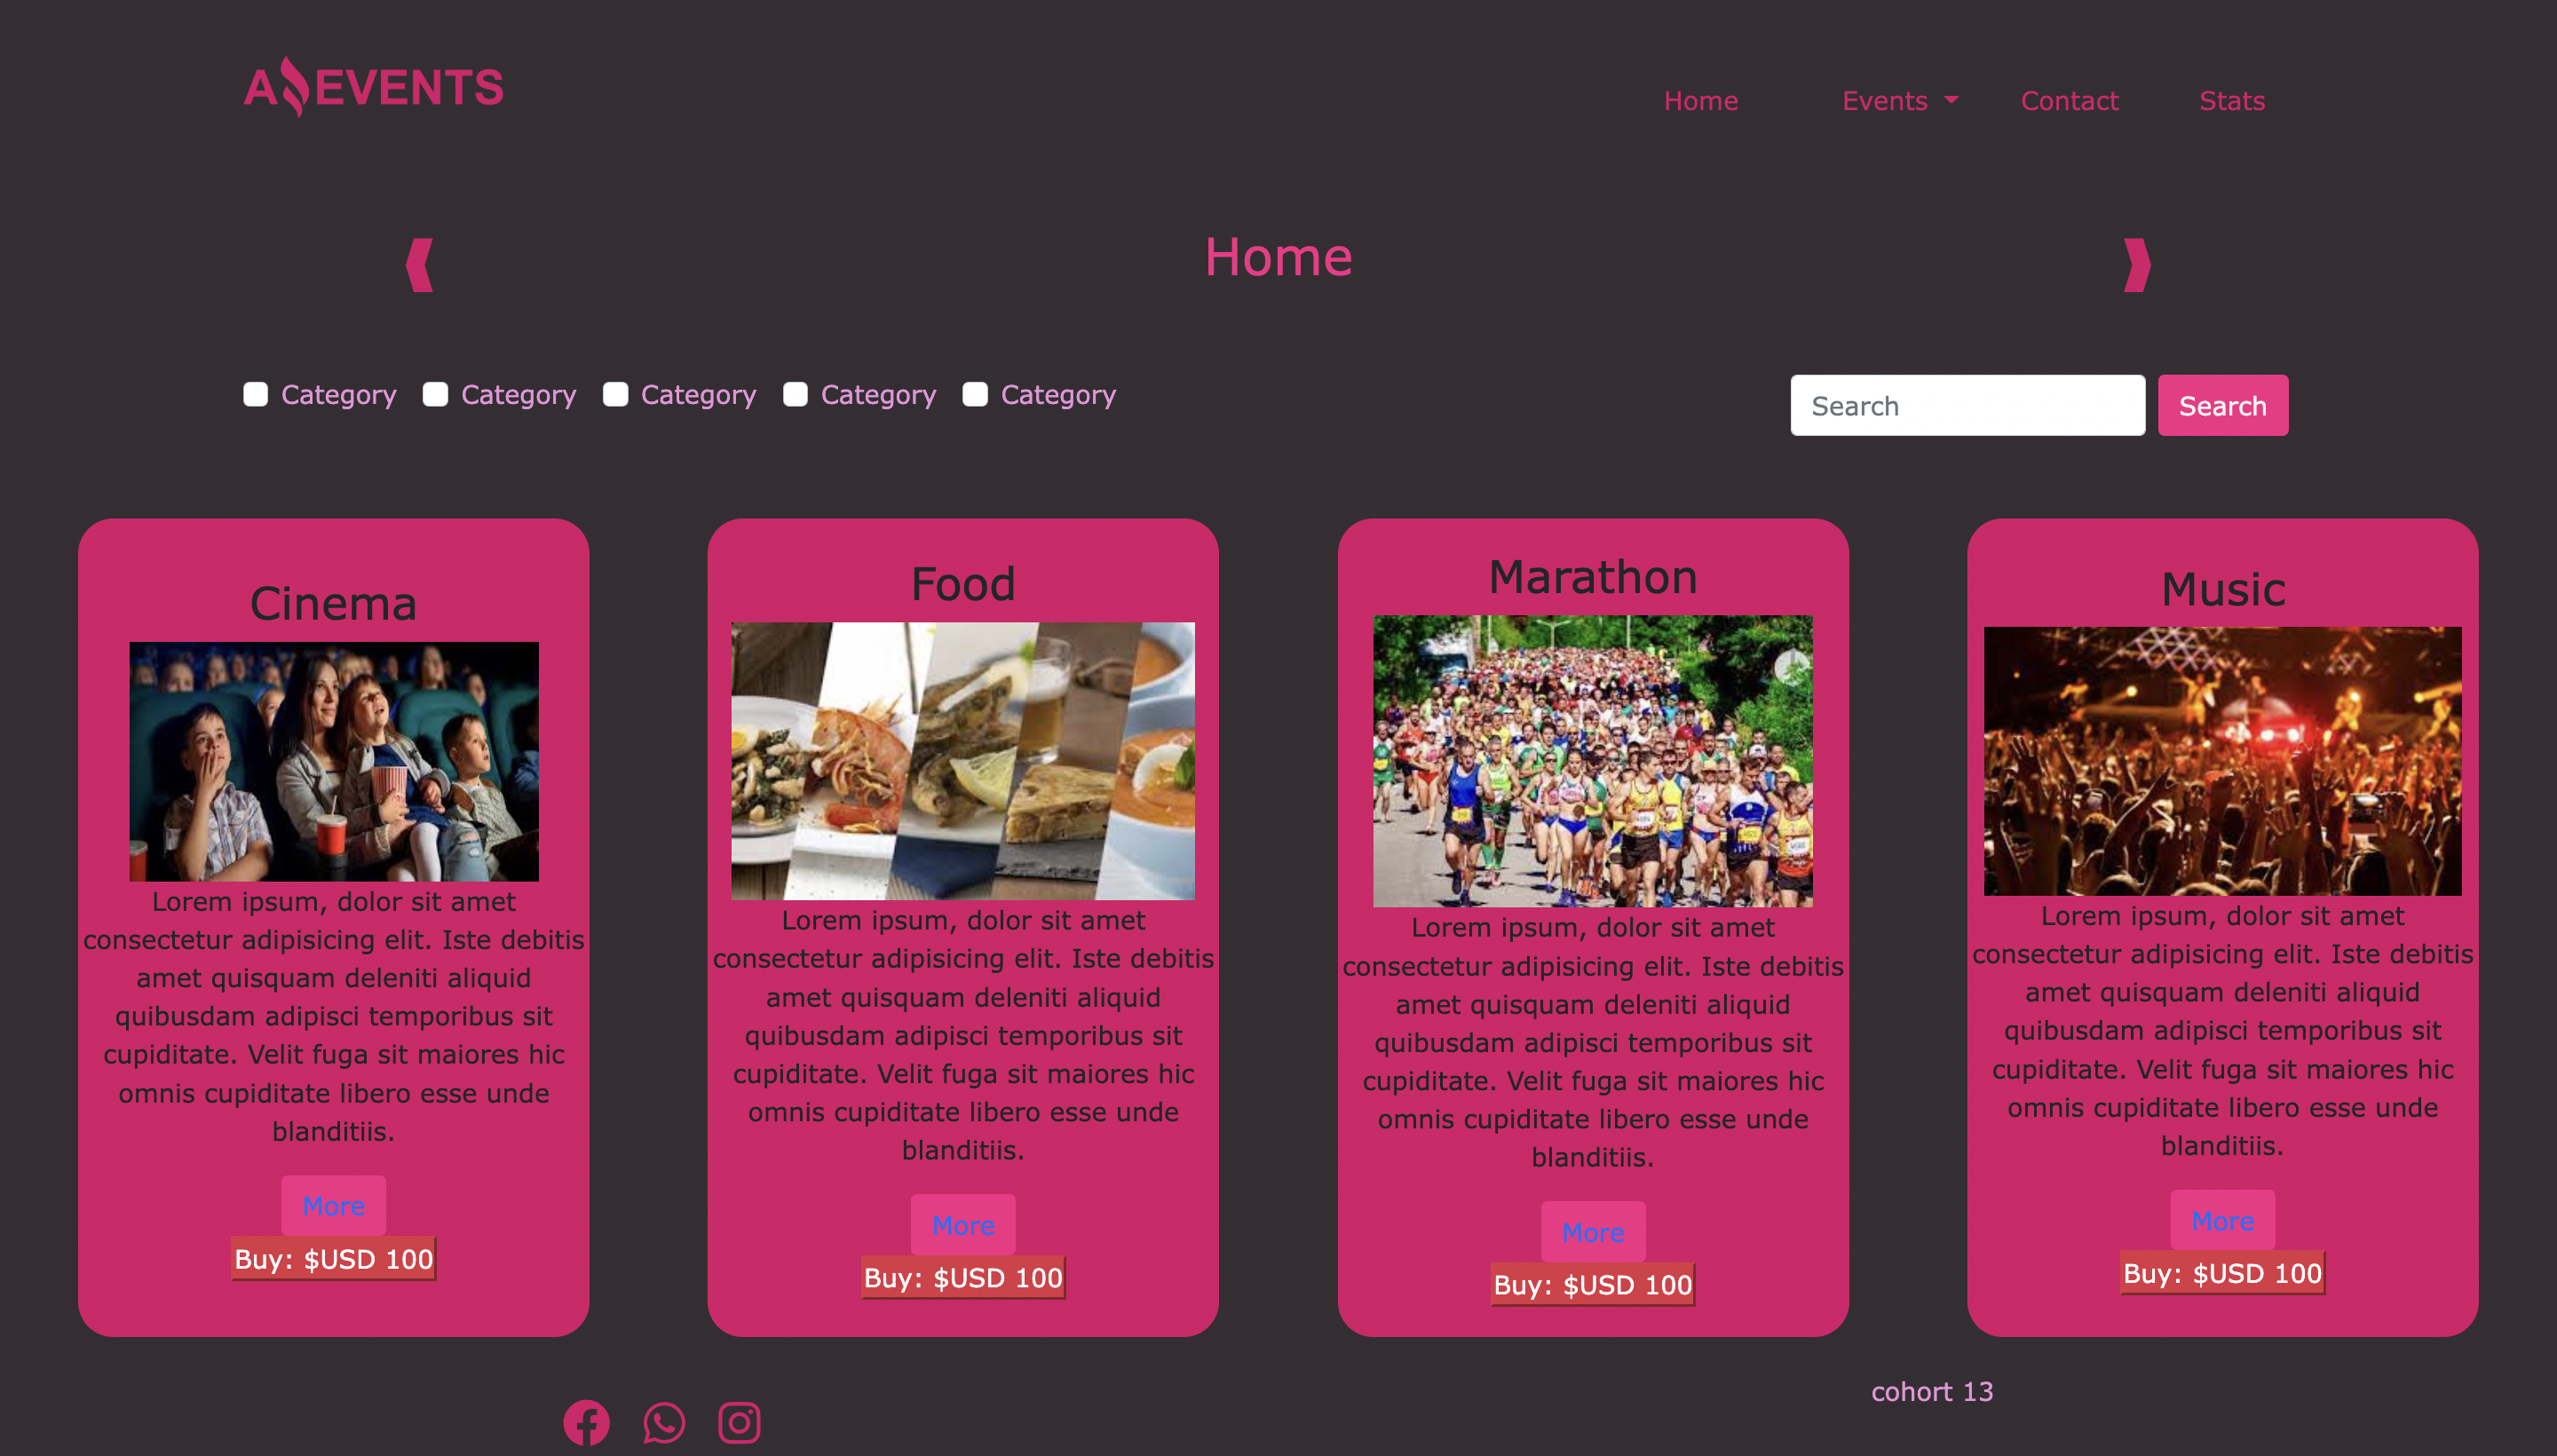 A EVENTS
Home
Events
Contact
Stats
Home
Category
Category
Category
Category
Category
Search
Search
Cinema
Lorem ipsum, dolor sit amet
consectetur adipisicing elit. Iste debitis
amet quisquam deleniti aliquid
quibusdam adipisci temporibus sit
cupiditate. Velit fuga sit maiores hic
omnis cupiditate libero esse unde
blanditiis.
More
Buy: $USD 100
Food
Lorem ipsum, dolor sit amet
consectetur adipisicing elit. Iste debitis
amet quisquam deleniti aliquid
quibusdam adipisci temporibus sit
cupiditate. Velit fuga sit maiores hic
omnis cupiditate libero esse unde
blanditiis.
More
Buy: $USD 100
Marathon
Lorem ipsum, dolor sit amet
consectetur adipisicing elit. Iste debitis
amet quisquam deleniti aliquid
quibusdam adipisci temporibus sit
cupiditate. Velit fuga sit maiores hic
omnis cupiditate libero esse unde
blanditiis.
More
Buy: $USD 100
Music
Lorem ipsum, dolor sit amet
consectetur adipisicing elit. Iste debitis
amet quisquam deleniti aliquid
quibusdam adipisci temporibus sit
cupiditate. Velit fuga sit maiores hic
omnis cupiditate libero esse unde
blanditiis.
More
Buy: $USD 100
cohort 13